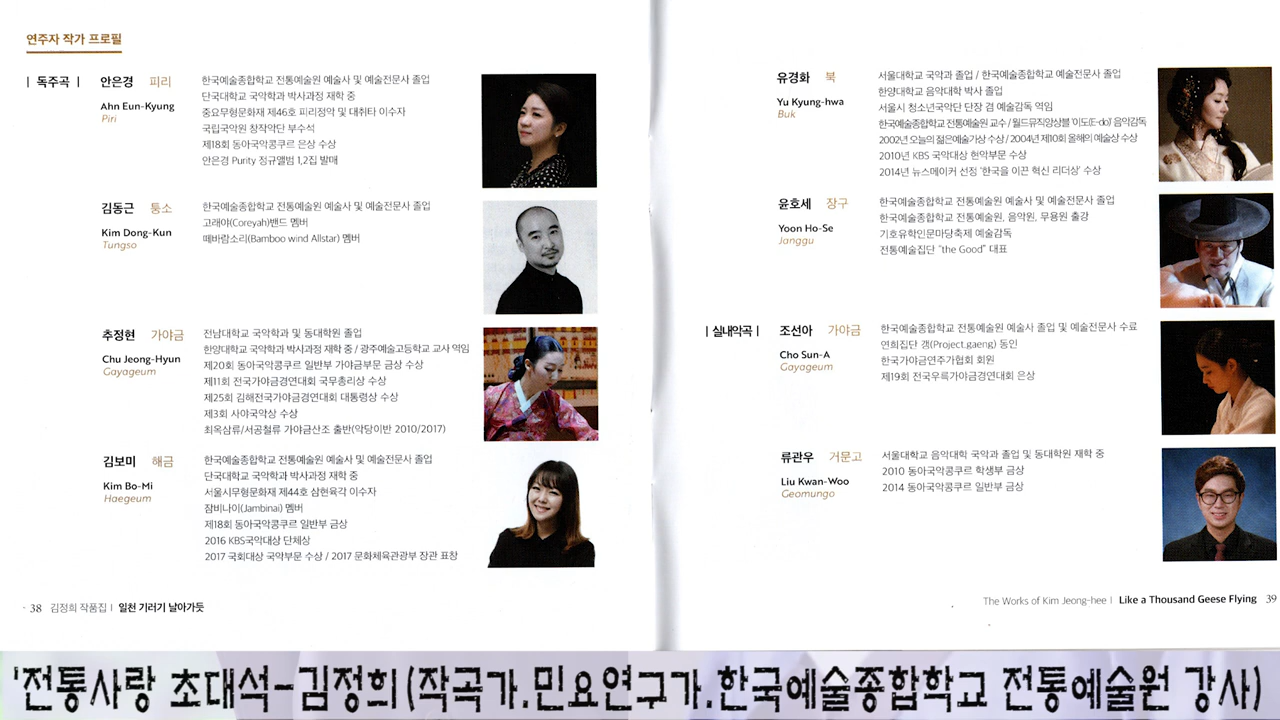 연주자 작가 프로필
| 독주곡 | 안은경 피리
Ahn Eun-Kyung
Piri
한국예술종합학교 전통예술원 예술사 및 예술전문사 졸업
단국대학교 국악학과 박사과정 재학 중
중요무형문화재 제46호 피리정악 및 대취타 이수자
국립국악원 창작악단 부수석
제18회 동아국악콩쿠르 은상 수상
안은경 Purity 정규앨범 1,2집 발매
김동근 퉁소
Kim Dong-Kun
Tungso
한국예술종합학교 전통예술원 예술사 및 예술전문사 졸업
고래야(Coreyah)밴드 멤버
떼바람소리(Bamboo wind Allstar) 멤버
추정현 가야금
Chu Jeong-Hyun
Gayageum
전남대학교 국악학과 및 동대학원 졸업
한양대학교 국악학과 박사과정 재학 중 / 광주예술고등학교 교사 역임
제20회 동아국악콩쿠르 일반부 가야금부문 금상 수상
제11회 전국가야금경연대회 국무총리상 수상
제25회 김해전국가야금경연대회 대통령상 수상
제3회 사야국악상 수상
최옥삼류/서공철류 가야금산조 출반(악당이반 2010/2017)
김보미 해금
Kim Bo-Mi
Haegeum
한국예술종합학교 전통예술원 예술사 및 예술전문사 졸업
단국대학교 국악학과 박사과정 재학 중
서울시무형문화재 제44호 삼현육각 이수자
잠비나이(Jambinai) 멤버
제18회 동아국악콩쿠르 일반부 금상
2016 KBS국악대상 단체상
2017 국회대상 국악부문 수상 / 2017 문화체육관광부 장관 표창
38 김정희 작품집 | 일천 기러기 날아가듯
유경화 북
Yu Kyung-hwa
Buk
서울대학교 국악과 졸업 / 한국예술종합학교 예술전문사 졸업
한양대학교 음악대학 박사 졸업
서울시 청소년국악단 단장 겸 예술감독 역임
한국예술종합학교 전통예술원 교수 / 월드뮤직앙상블 '이도(E-do)' 음악감독
2002년 오늘의 젊은예술가상 수상 / 2004년 제10회 올해의 예술상 수상
2010년 KBS 국악대상 현악부문 수상
2014년 뉴스메이커 선정 '한국을 이끈 혁신 리더상' 수상
윤호세 장구
Yoon Ho-Se
Janggu
한국예술종합학교 전통예술원 예술사 및 예술전문사 졸업
한국예술종합학교 전통예술원, 음악원, 무용원 출강
기호유학인문마당축제 예술감독
전통예술집단 "the Good" 대표
| 실내악곡 | 조선아 가야금
Cho Sun-A
Gayageum
한국예술종합학교 전통예술원 예술사 졸업 및 예술전문사 수료
연희집단 갱(Project.gaeng) 동인
한국가야금연주가협회 회원
제19회 전국우륵가야금경연대회 은상
류관우 거문고
Liu Kwan-Woo
Geomungo
서울대학교 음악대학 국악과 졸업 및 동대학원 재학 중
2010 동아국악콩쿠르 학생부 금상
2014 동아국악콩쿠르 일반부 금상
The Works of Kim Jeong-hee | Like a Thousand Geese Flying 39
'전통사랑 초대석-김정희(작곡가.민요연구가.한국예술종합학교 전통예술원 강사)